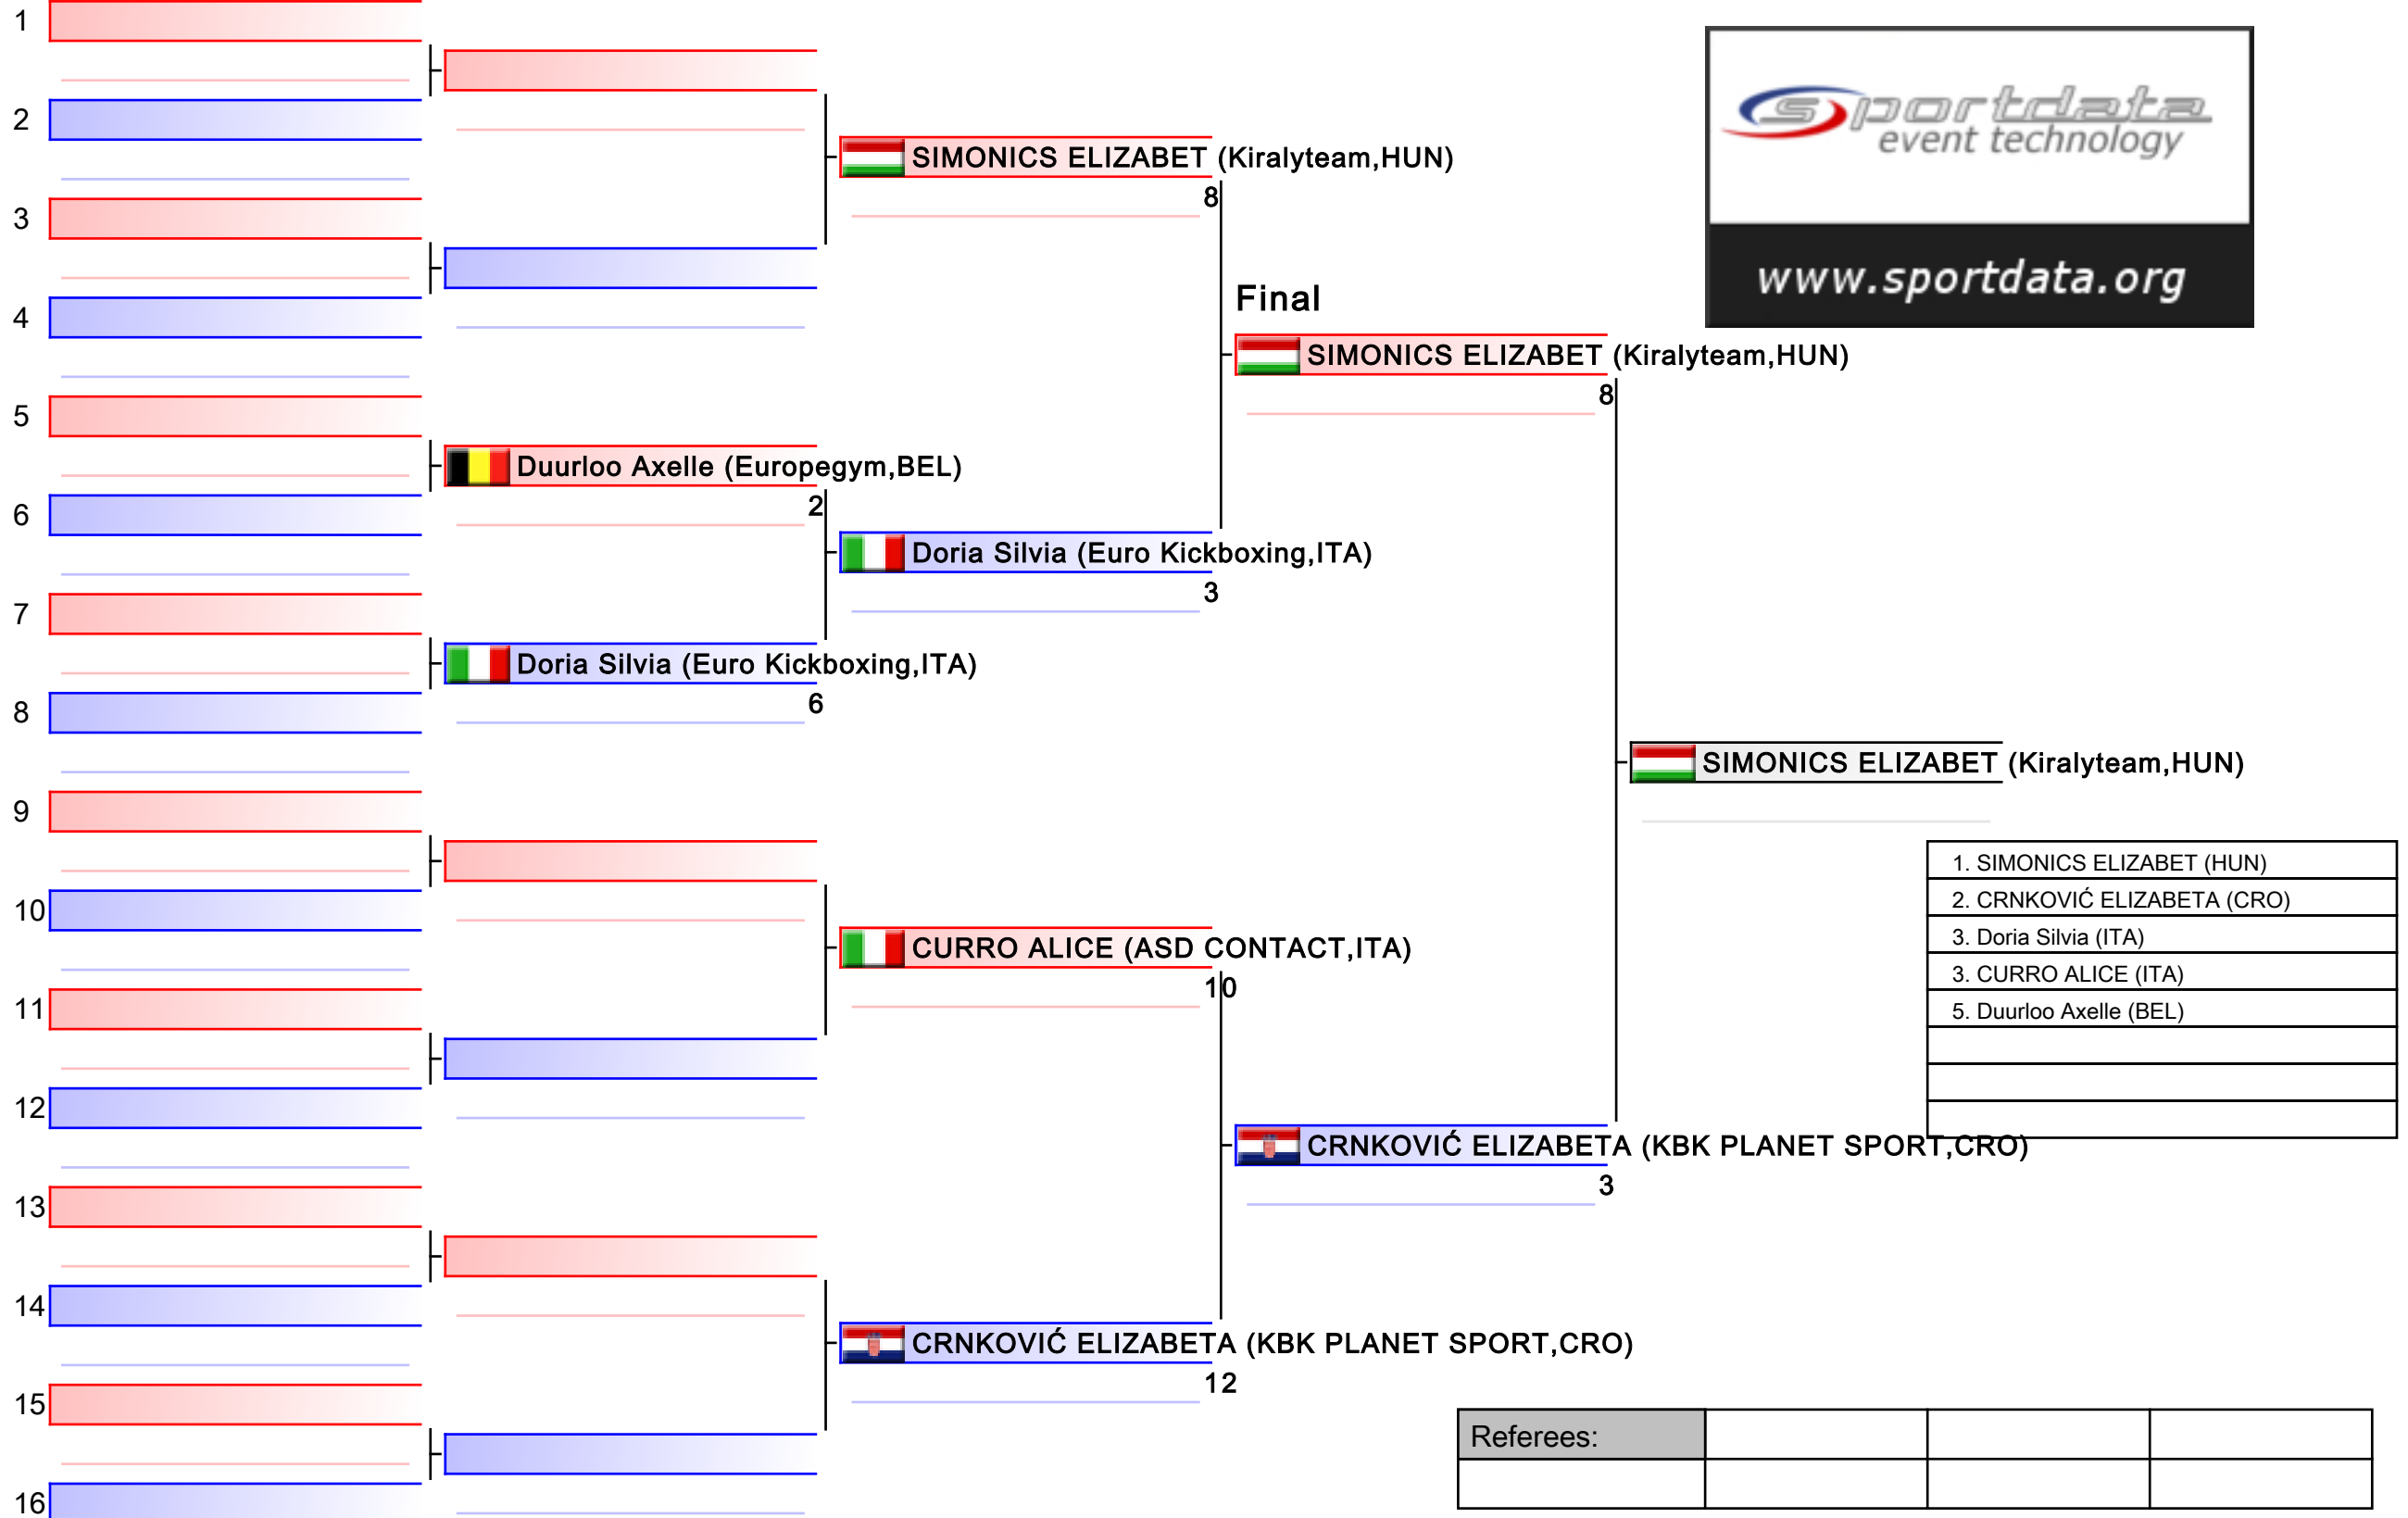 1
2
3
4
5
6
7
8
9
10
11
12
13
14
15
16
Duurloo Axelle (Europegym,BEL)
2
Doria Silvia (Euro Kickboxing,ITA)
6
SIMONICS ELIZABET (Kiralyteam,HUN)
8
Doria Silvia (Euro Kickboxing,ITA)
3
CURRO ALICE (ASD CONTACT,ITA)
10
CRNKOVIĆ ELIZABETA (KBK PLANET SPORT,CRO)
12
Final
SIMONICS ELIZABET (Kiralyteam,HUN)
8
CRNKOVIĆ ELIZABETA (KBK PLANET SPORT,CRO)
3
SIMONICS ELIZABET (Kiralyteam,HUN)
sportdata
event technology
www.sportdata.org
1. SIMONICS ELIZABET (HUN)
2. CRNKOVIĆ ELIZABETA (CRO)
3. Doria Silvia (ITA)
3. CURRO ALICE (ITA)
5. Duurloo Axelle (BEL)
Referees: